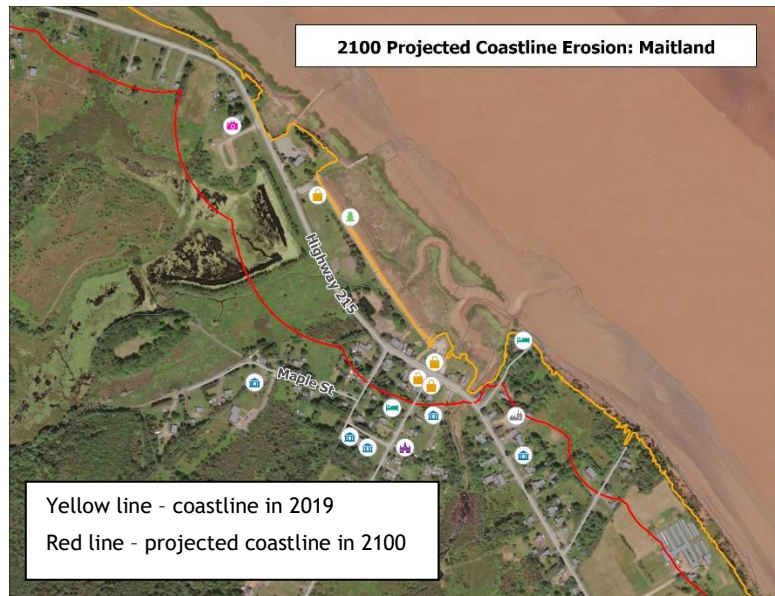 2100 Projected Coastline Erosion: Maitland
Highway 215
Maple St
Yellow line – coastline in 2019
Red line – projected coastline in 2100